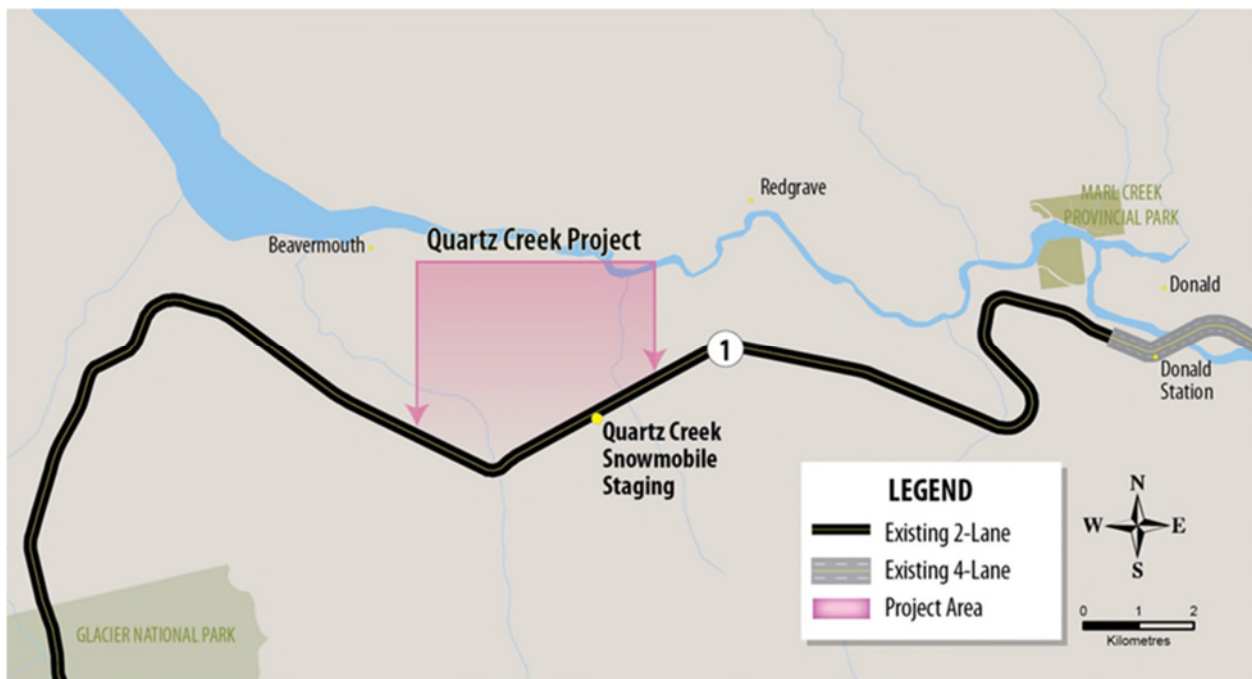 Redgrave
MARL CREEK
PROVINCIAL PARK
Beavermouth
Quartz Creek Project
Donald
1
Donald
Station
Quartz Creek
Snowmobile
Staging
LEGEND
Existing 2-Lane
Existing 4-Lane
Project Area
N
W E
S
0 1 2
Kilometres
GLACIER NATIONAL PARK